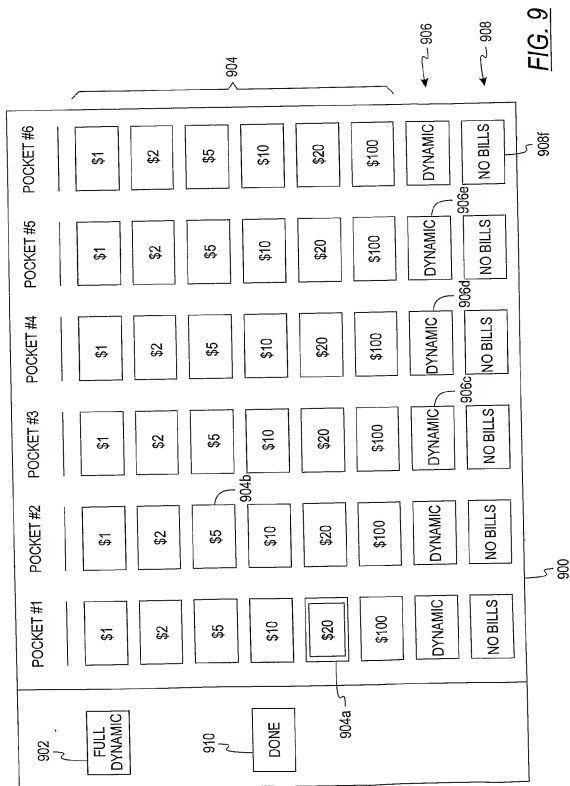 902
FULL
DYNAMIC
910
DONE
POCKET #1 POCKET #2 POCKET #3 POCKET #4 POCKET #5 POCKET #6
$1 $1 $1 $1 $1 $1
$2 $2 $2 $2 $2 $2
$5 $5 $5 $5 $5 $5
904b
904
$10 $10 $10 $10 $10 $10
$20 $20 $20 $20 $20 $20
904a
$100 $100 $100 $100 $100 $100
DYNAMIC DYNAMIC DYNAMIC DYNAMIC DYNAMIC DYNAMIC
906
906c 906d 906e
NO BILLS NO BILLS NO BILLS NO BILLS NO BILLS NO BILLS
908
908f
900
FIG. 9